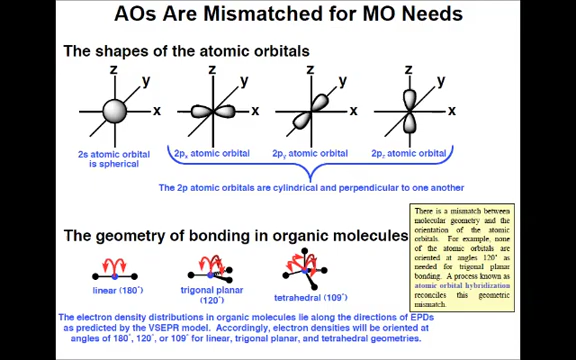 AOs Are Mismatched for MO Needs
The shapes of the atomic orbitals
z z z z
y y y y
x x x x
2s atomic orbital
is spherical
2px atomic orbital
2py atomic orbital
2pz atomic orbital
The 2p atomic orbitals are cylindrical and perpendicular to one another
The geometry of bonding in organic molecules
linear (180°)
trigonal planar
(120°)
tetrahedral (109°)
There is a mismatch between
molecular geometry and the
orientation of the atomic
orbitals. For example, none
of the atomic orbitals are
oriented at angles 120° as
needed for trigonal planar
bonding. A process known as
atomic orbital hybridization
reconciles this geometric
mismatch.
The electron density distributions in organic molecules lie along the directions of EPDs
as predicted by the VSEPR model. Accordingly, electron densities will be oriented at
angles of 180°, 120°, or 109° for linear, trigonal planar, and tetrahedral geometries.